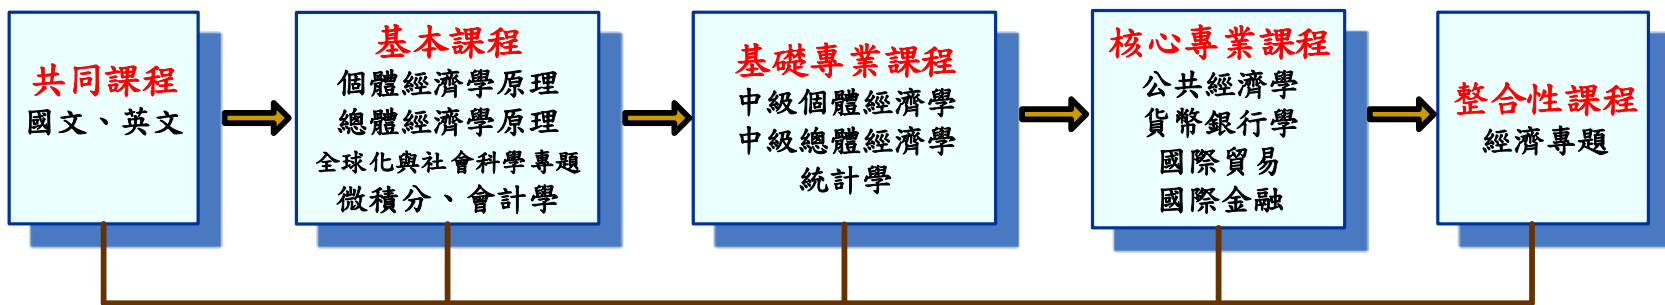 共同課程
國文、英文
基本課程
個體經濟學原理
總體經濟學原理
全球化與社會科學專題
微積分、會計學
基礎專業課程
中級個體經濟學
中級總體經濟學
統計學
核心專業課程
公共經濟學
貨幣銀行學
國際貿易
國際金融
整合性課程
經濟專題